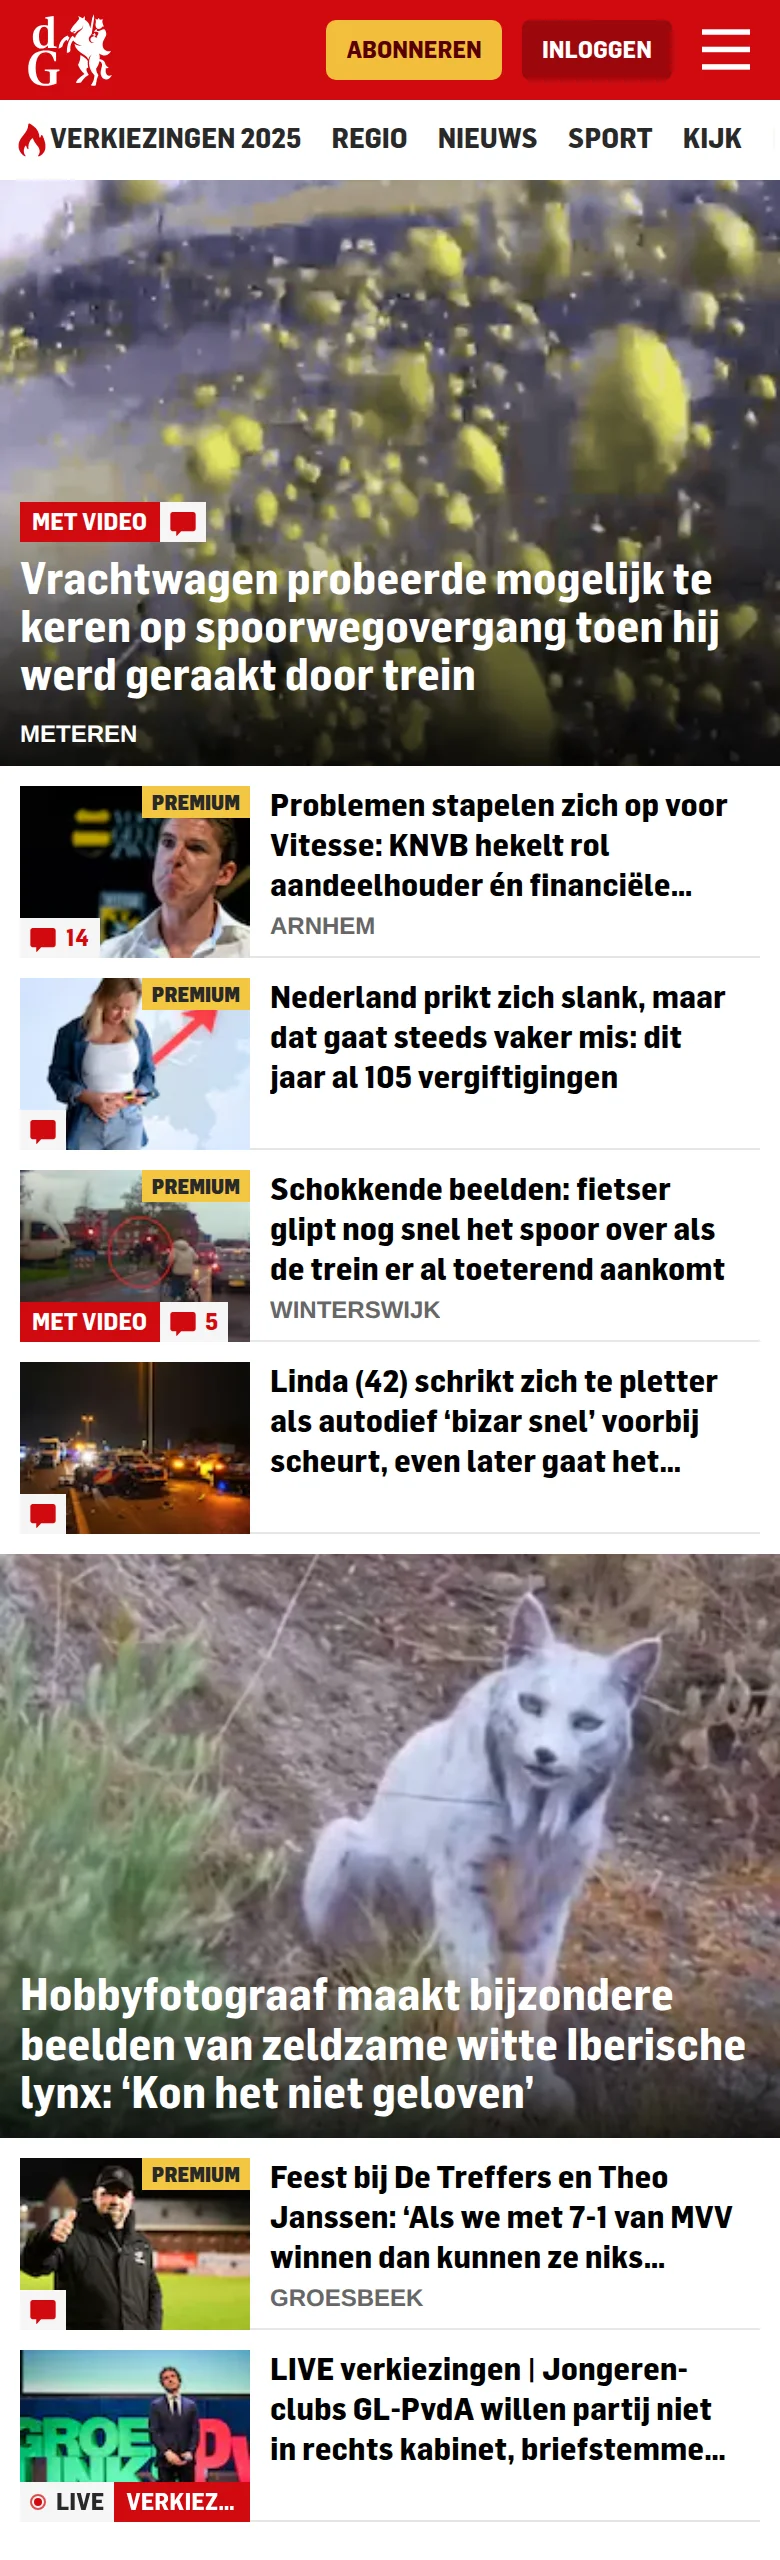 dG
ABONNEREN
INLOGGEN
VERKIEZINGEN 2025
REGIO
NIEUWS
SPORT
KIJK
MET VIDEO
Vrachtwagen probeerde mogelijk te
keren op spoorwegovergang toen hij
werd geraakt door trein
METEREN
PREMIUM
14
Problemen stapelen zich op voor
Vitesse: KNVB hekelt rol
aandeelhouder én financiële...
ARNHEM
PREMIUM
Nederland prikt zich slank, maar
dat gaat steeds vaker mis: dit
jaar al 105 vergiftigingen
PREMIUM
MET VIDEO
5
Schokkende beelden: fietser
glipt nog snel het spoor over als
de trein er al toeterend aankomt
WINTERSWIJK
Linda (42) schrikt zich te pletter
als autodief ‘bizar snel’ voorbij
scheurt, even later gaat het...
Hobbyfotograaf maakt bijzondere
beelden van zeldzame witte Iberische
lynx: ‘Kon het niet geloven’
PREMIUM
Feest bij De Treffers en Theo
Janssen: ‘Als we met 7-1 van MVV
winnen dan kunnen ze niks...
GROESBEEK
GROE
LINK
PV
LIVE
VERKIEZ...
LIVE verkiezingen | Jongeren-
clubs GL-PvdA willen partij niet
in rechts kabinet, briefstemme...